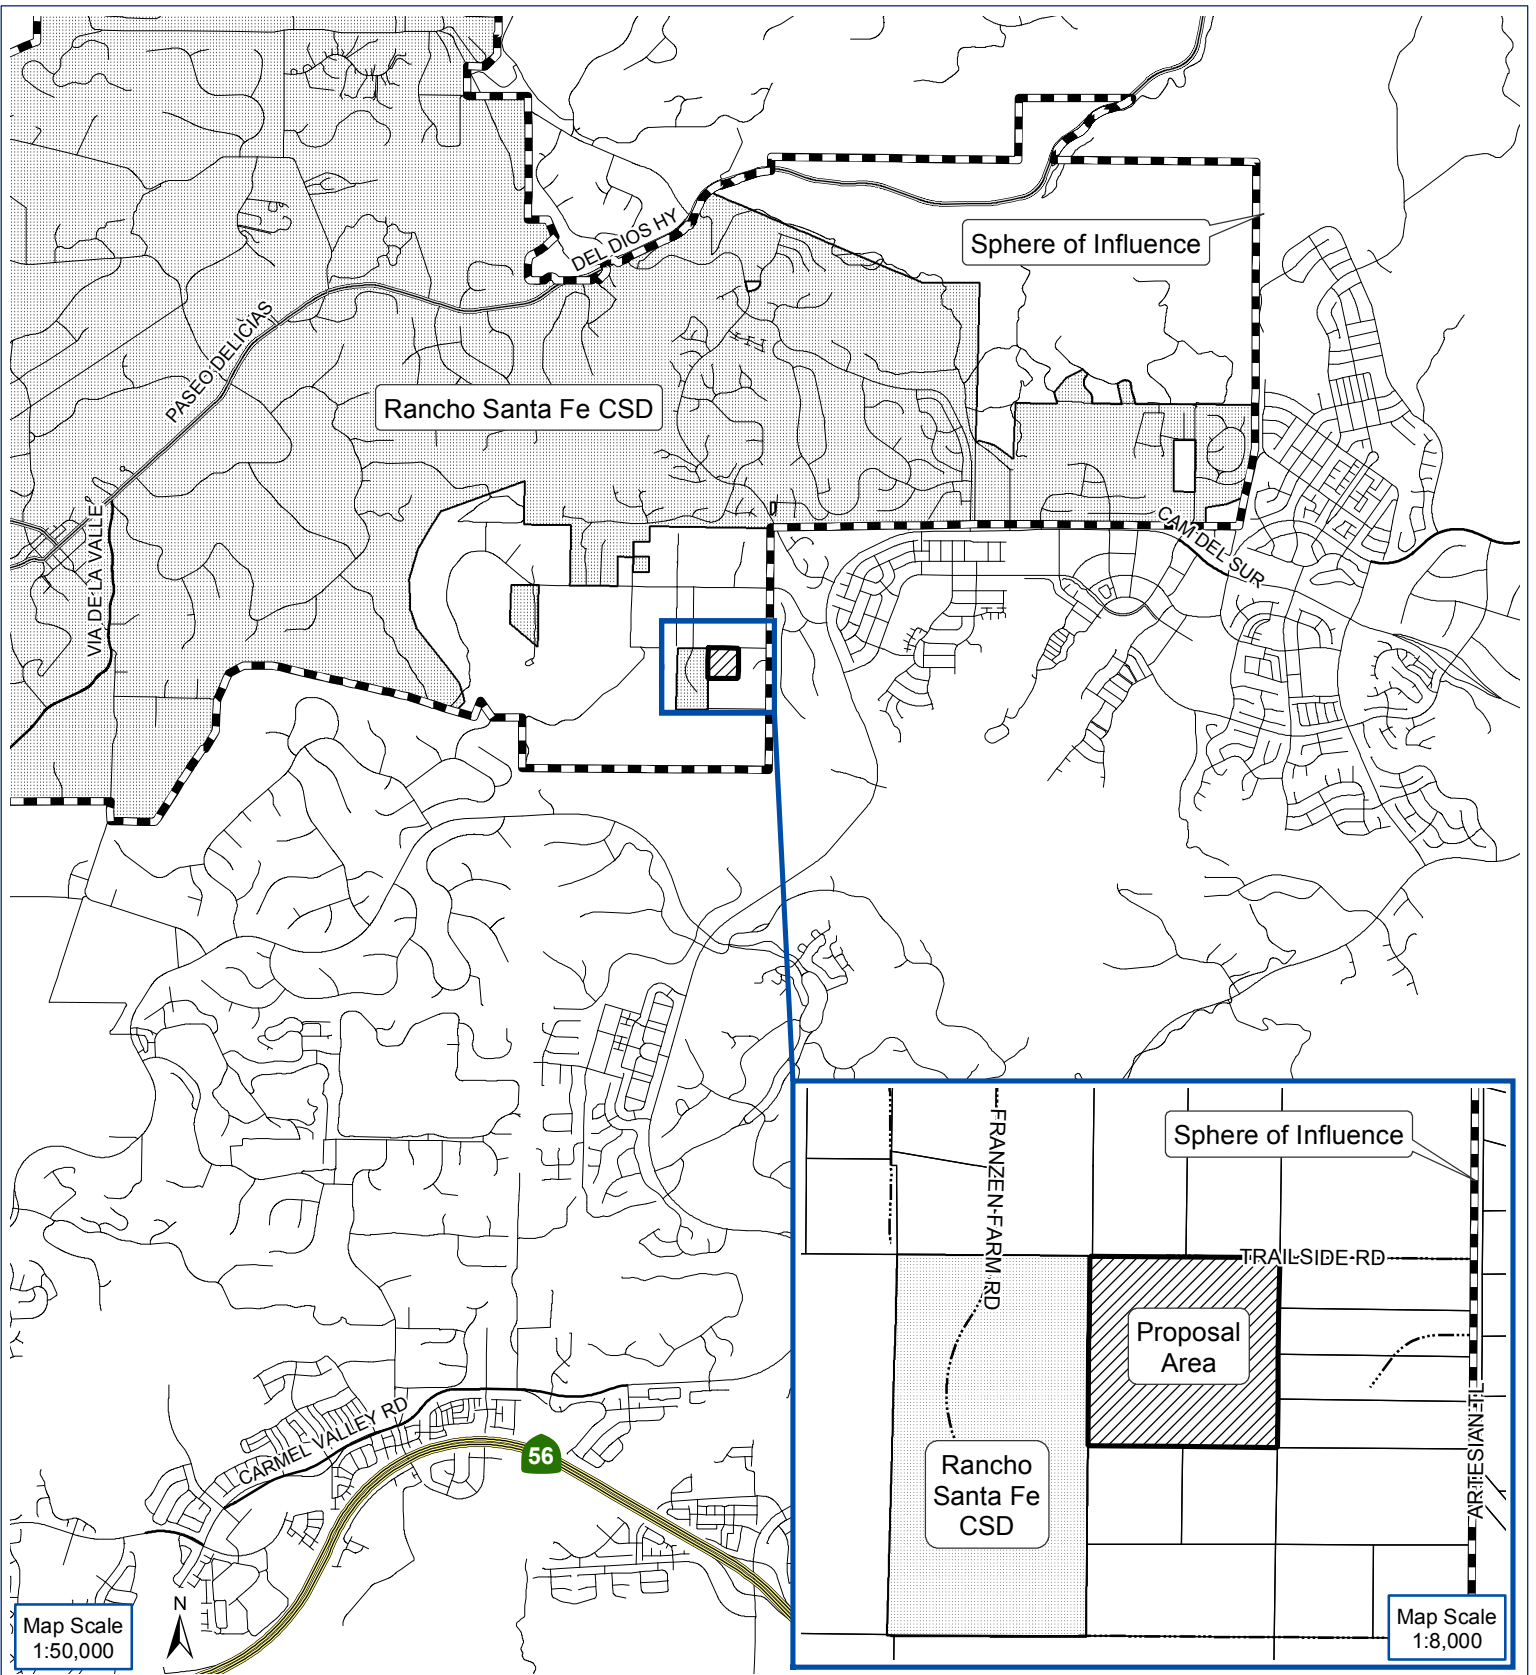 DEL DIOS HY
Sphere of Influence
PASEO DELICIAS
Rancho Santa Fe CSD
VIA DE LA VALLE
CAM DEL SUR
FRANZEN FARM RD
Sphere of Influence
TRAILSIDE RD
Proposal
Area
Rancho
Santa Fe
CSD
ARTESIAN TL
CARMEL VALLEY RD
56
N
Map Scale
1:50,000
Map Scale
1:8,000